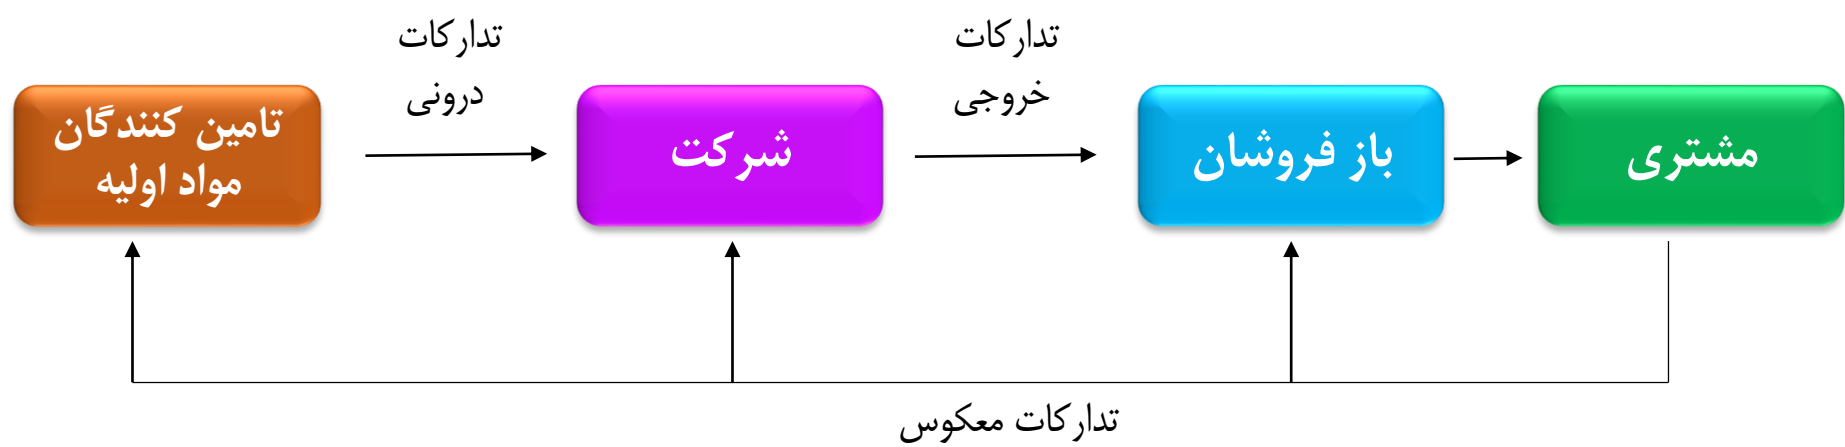 تدارکات
درونی
تدارکات
خروجی
تامین کنندگان
مواد اولیه
شرکت
باز فروشان
مشتری
تدارکات معکوس